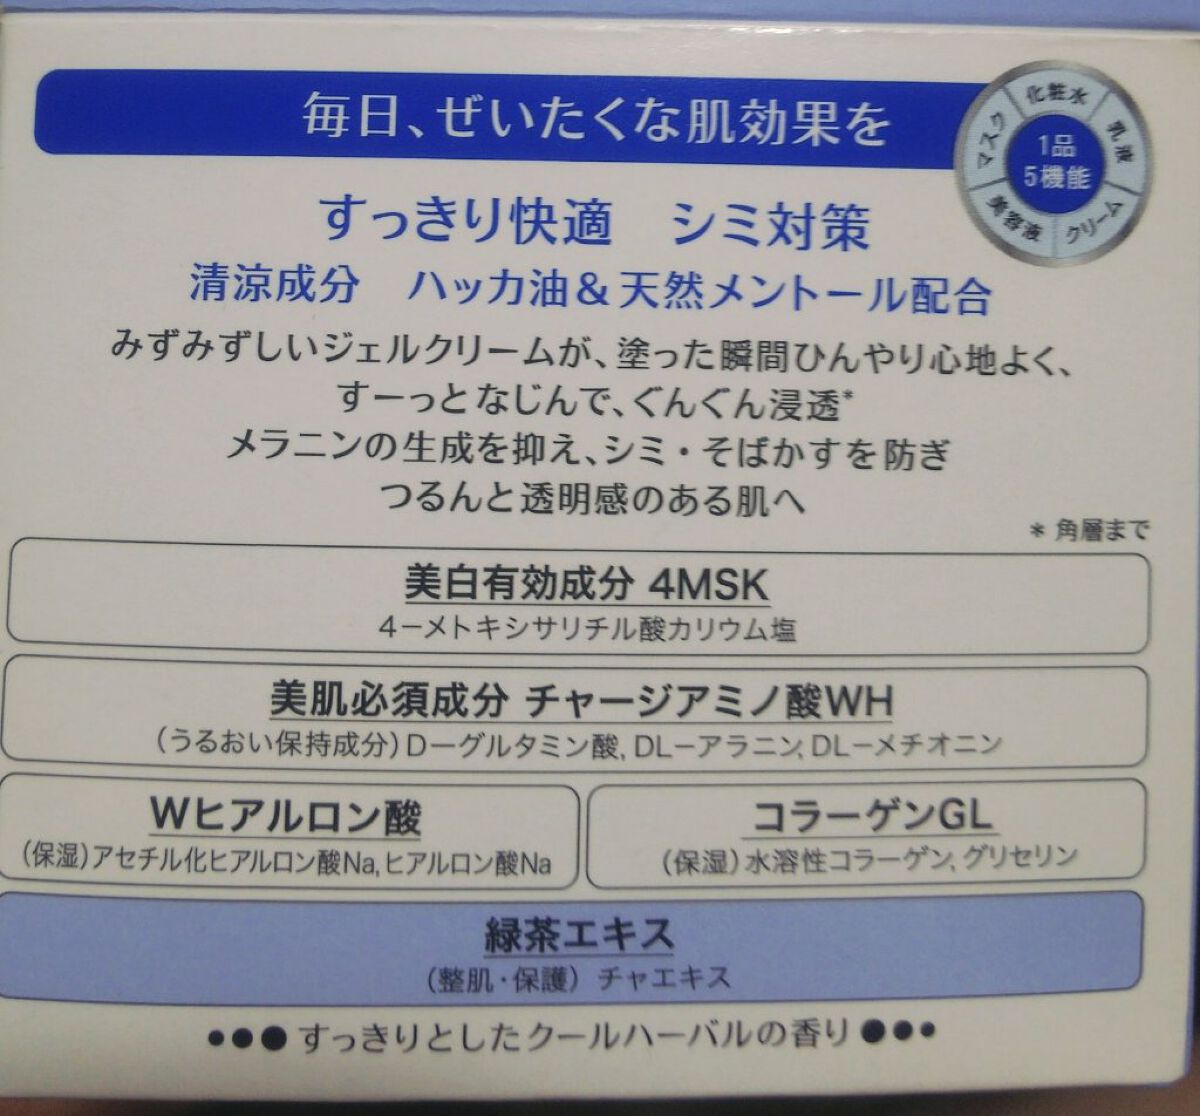 毎日、ぜいたくな肌効果を
化粧水
乳液
クリーム
美容液
マスク
1品
5機能
すっきり快適　シミ対策
清涼成分　ハッカ油&天然メントール配合
みずみずしいジェルクリームが、塗った瞬間ひんやり心地よく、
すーっとなじんで、ぐんぐん浸透*
メラニンの生成を抑え、シミ・そばかすを防ぎ
つるんと透明感のある肌へ
* 角層まで
美白有効成分 4MSK
4ーメトキシサリチル酸カリウム塩
美肌必須成分 チャージアミノ酸WH
(うるおい保持成分)Dーグルタミン酸, DLーアラニン, DLーメチオニン
Wヒアルロン酸
(保湿)アセチル化ヒアルロン酸Na,ヒアルロン酸Na
コラーゲンGL
(保湿)水溶性コラーゲン, グリセリン
緑茶エキス
(整肌・保護) チャエキス
●●●すっきりとしたクールハーバルの香り●●●